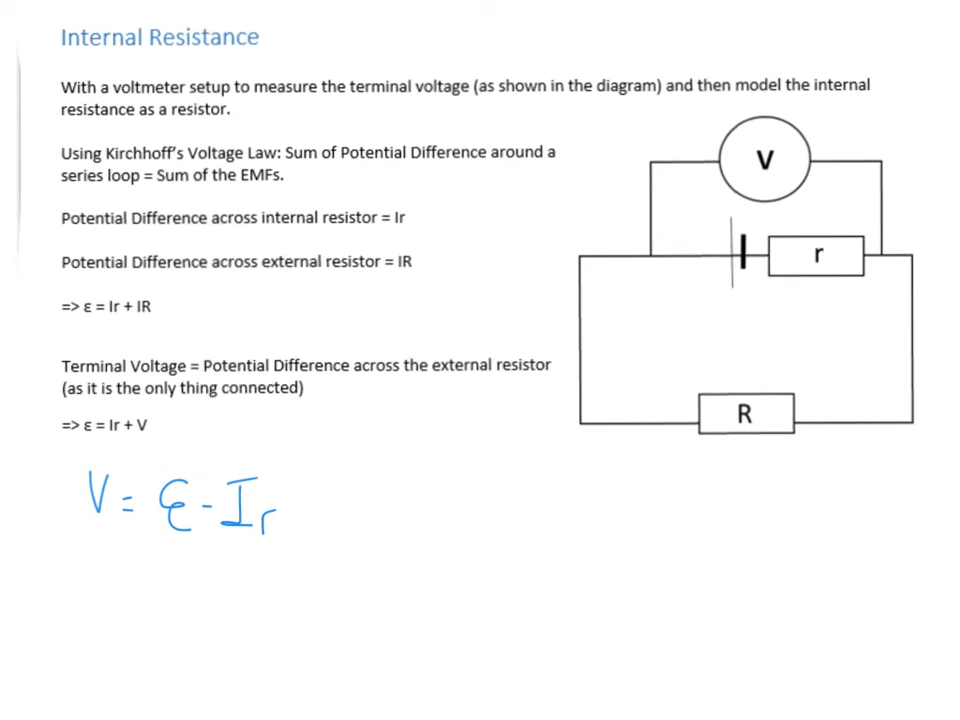 Internal Resistance
With a voltmeter setup to measure the terminal voltage (as shown in the diagram) and then model the internal
resistance as a resistor.
Using Kirchhoff's Voltage Law: Sum of Potential Difference around a
series loop = Sum of the EMFs.
Potential Difference across internal resistor = Ir
Potential Difference across external resistor = IR
=> ε = Ir + IR
Terminal Voltage = Potential Difference across the external resistor
(as it is the only thing connected)
=> ε = Ir + V
V = ε - Ir
V
r
R